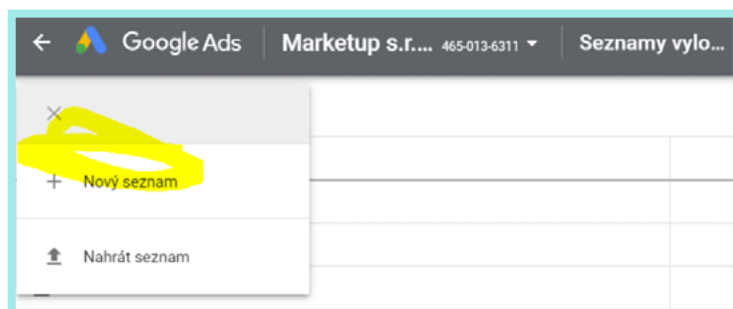 Google Ads Marketup s.r.... 465-013-6311 Seznamy vylo...
Nový seznam
Nahrát seznam